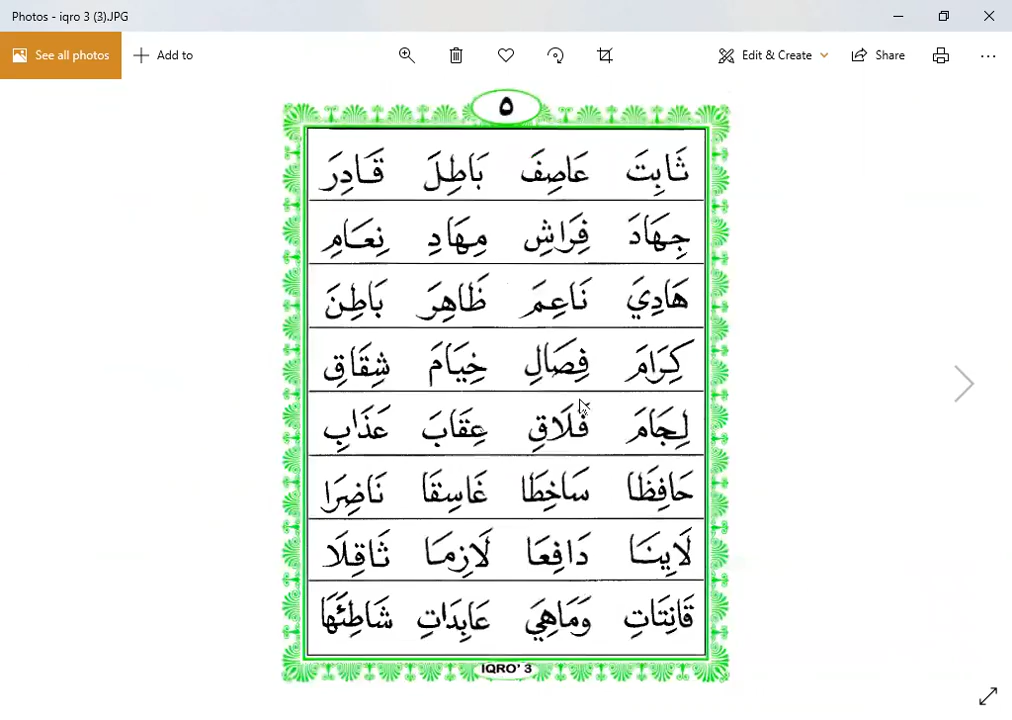 Photos - iqro 3 (3).JPG
See all photos
Add to
Edit & Create
Share
٥
ثَابِتَ عَاصِفَ بَاطِلَ قَادِرَ
جِهَادَ فِرَاشِ مِهَادِ نِعَامِ
هَادِيَ نَاعِمَ ظَاهِرَ بَاطِنَ
كِرَامَ فِصَالِ خِيَامَ شِقَاقِ
لِجَامَ فَلَاقِ عِقَابَ عَذَابِ
حَافِظَا سَاخِطَا غَاسِقَا نَاضِرَا
لَايِنَا دَافِعَا لَازِمَا ثَاقِلَا
قَانِتَاتِ وَمَاهِيَ عَابِدَاتِ شَاطِئَهَا
IQRO' 3